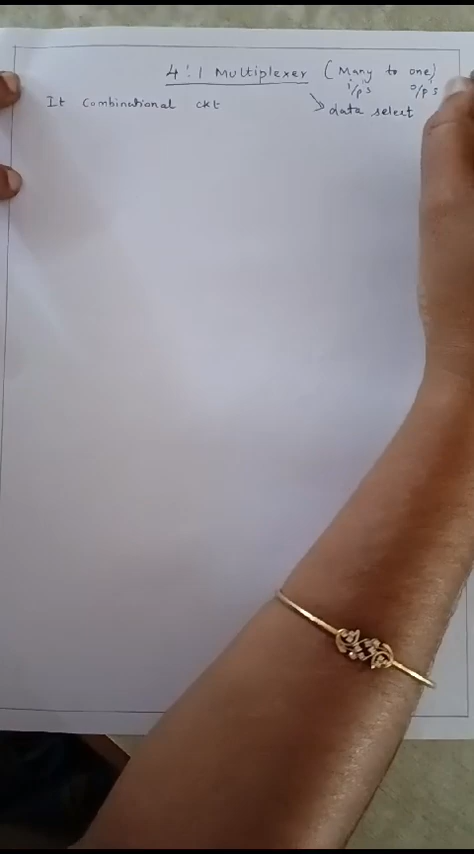 4:1 Multiplexer (Many to one)
i/p's o/p's
It Combinational ckt data select